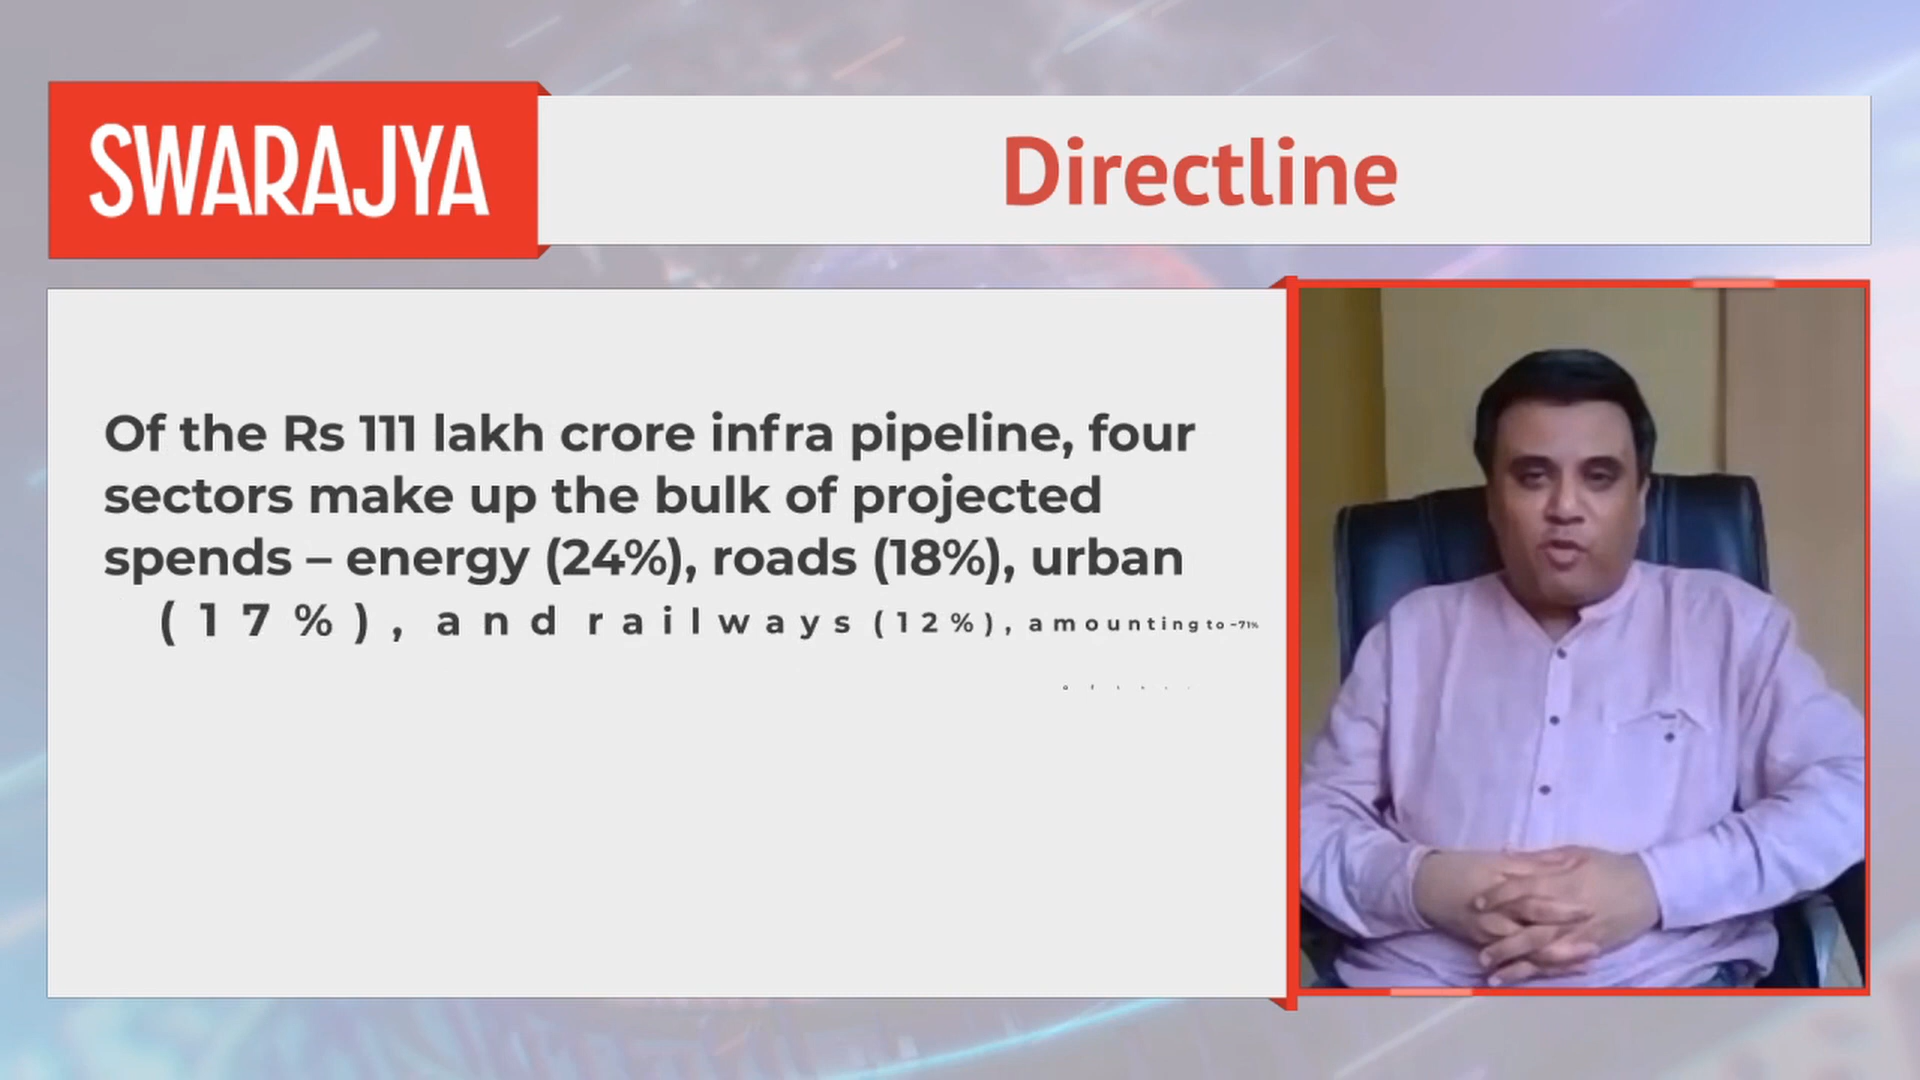 SWARAJYA
Directline
Of the Rs 111 lakh crore infra pipeline, four
sectors make up the bulk of projected
spends – energy (24%), roads (18%), urban
(17%), and railways (12%), amounting to ~71%